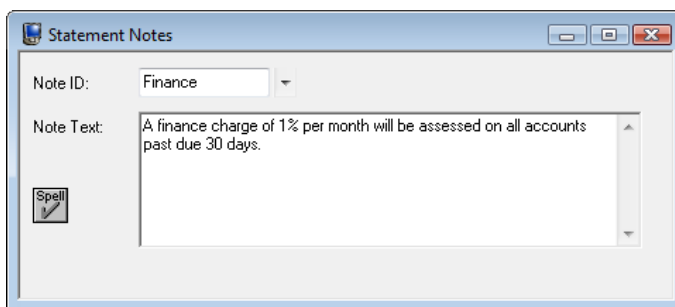 Statement Notes
Note ID: Finance
Note Text: A finance charge of 1% per month will be assessed on all accounts
past due 30 days.
Spell